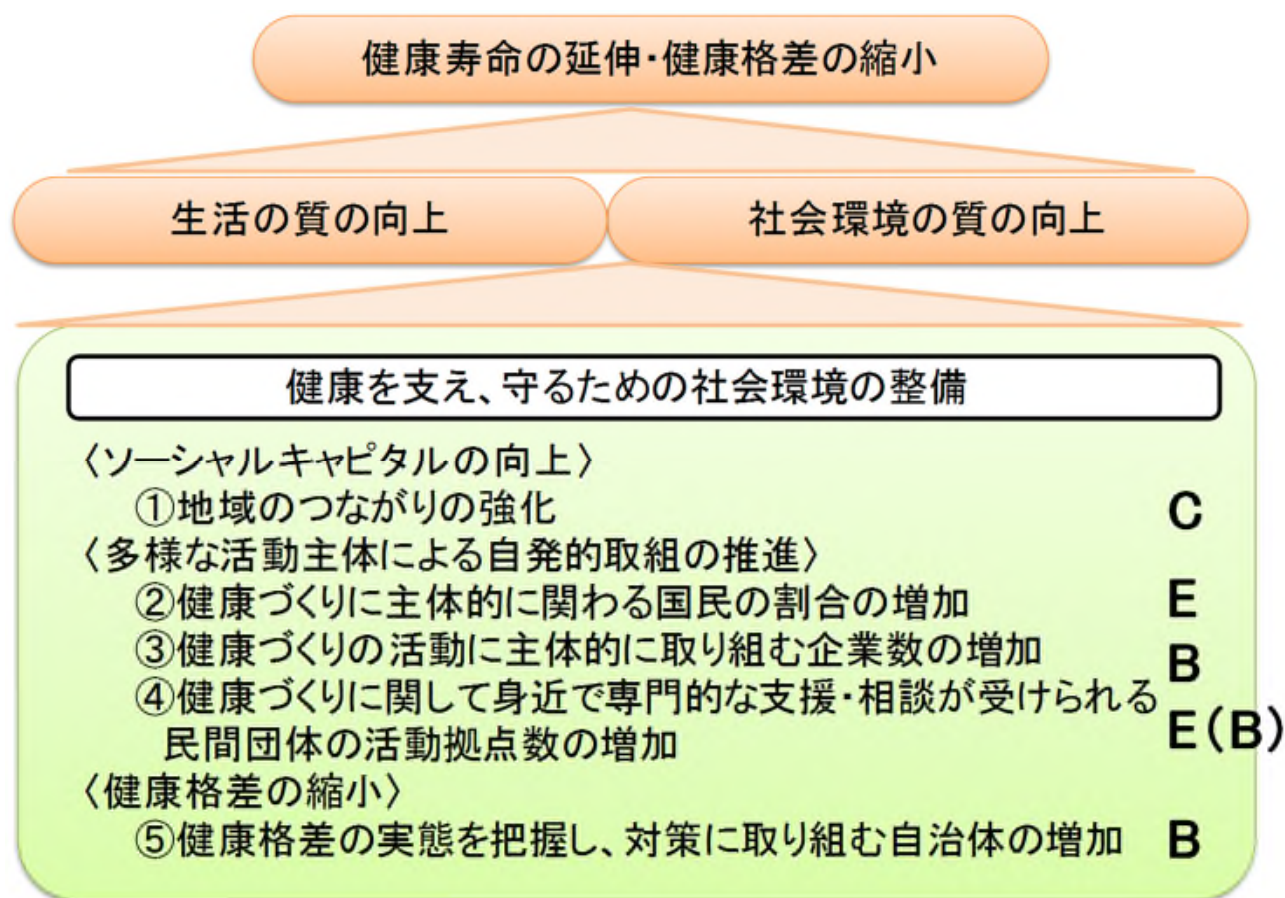 健康寿命の延伸・健康格差の縮小
生活の質の向上
社会環境の質の向上
健康を支え、守るための社会環境の整備
〈ソーシャルキャピタルの向上〉
①地域のつながりの強化 C
〈多様な活動主体による自発的取組の推進〉
②健康づくりに主体的に関わる国民の割合の増加 E
③健康づくりの活動に主体的に取り組む企業数の増加 B
④健康づくりに関して身近で専門的な支援・相談が受けられる
民間団体の活動拠点数の増加 E(B)
〈健康格差の縮小〉
⑤健康格差の実態を把握し、対策に取り組む自治体の増加 B